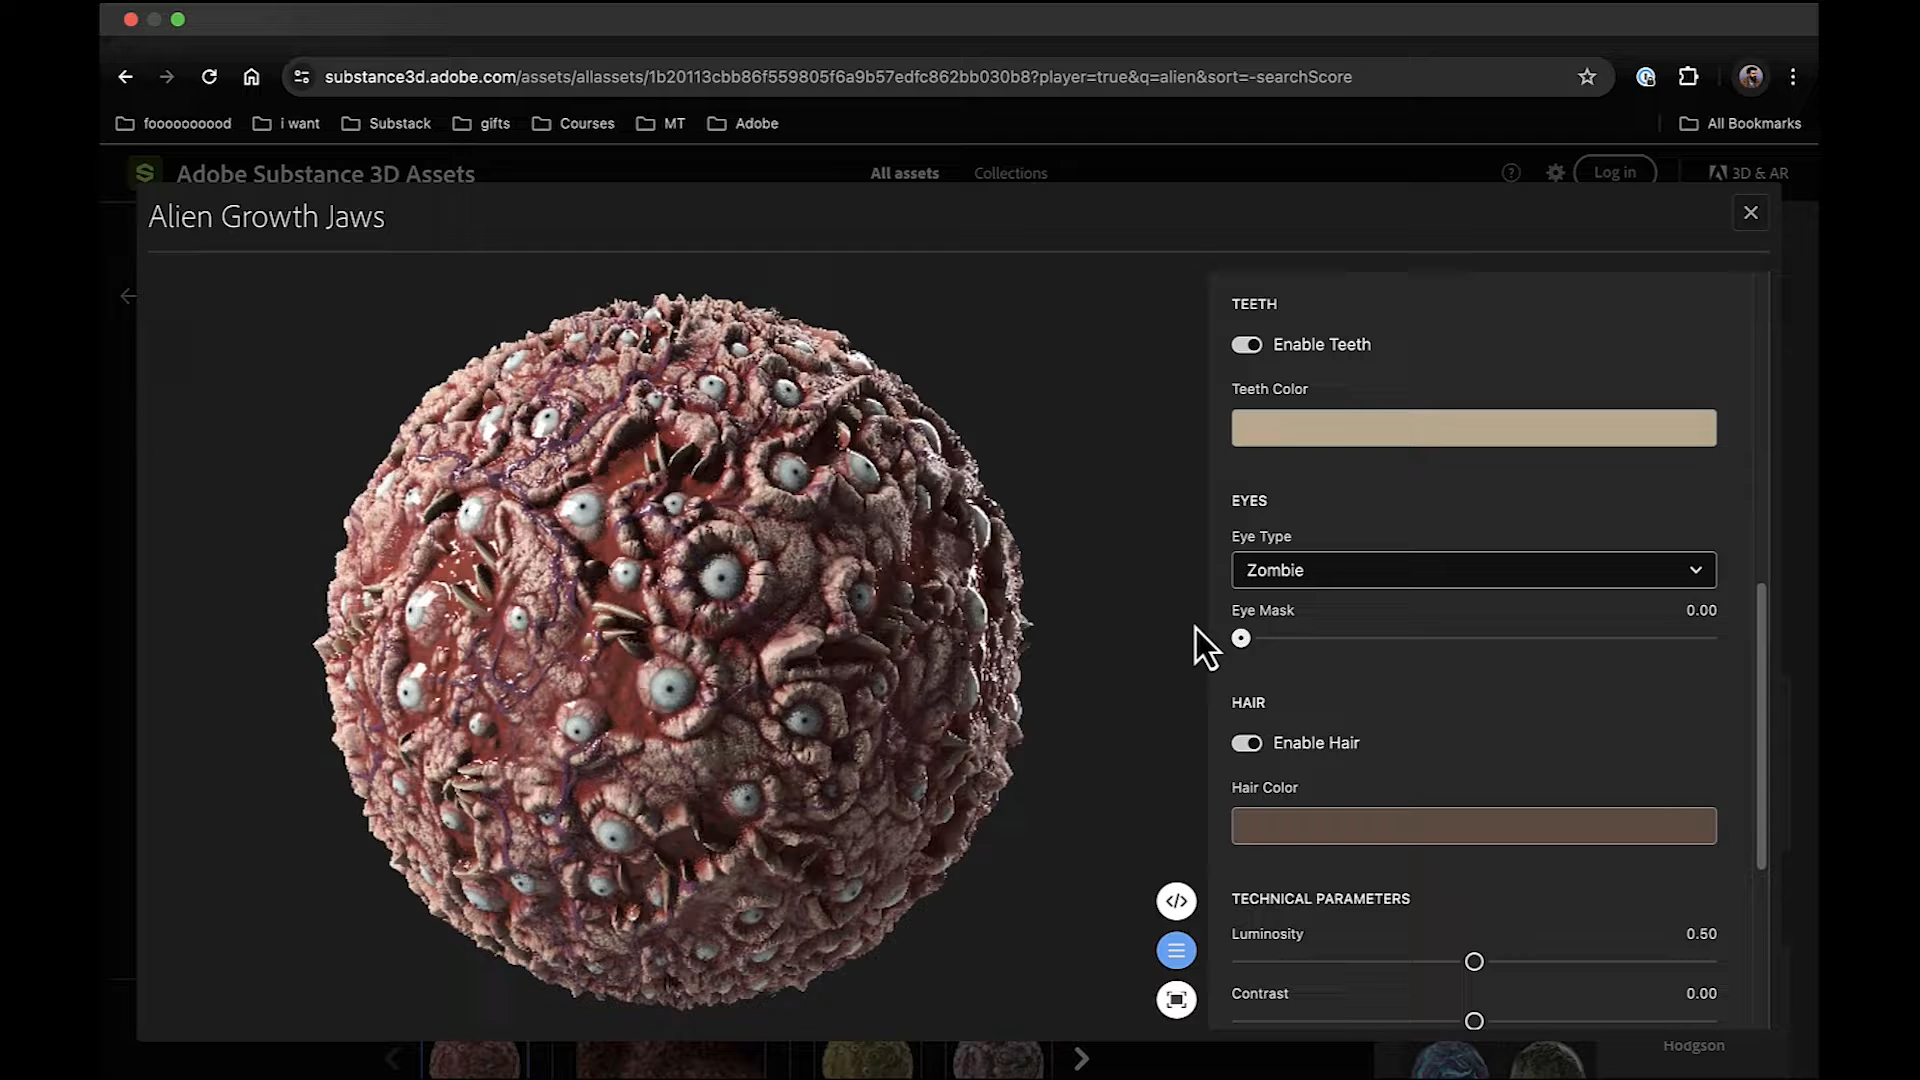 substance3d.adobe.com/assets/allassets/1b20113cbb86f559805f6a9b57edfc862bb030b8?player=true&q=alien&sort=-searchScore
foooooooood i want Substack gifts Courses MT Adobe All Bookmarks
Adobe Substance 3D Assets All assets Collections Log in 3D & AR
Alien Growth Jaws
TEETH
Enable Teeth
Teeth Color
EYES
Eye Type
Zombie
Eye Mask 0.00
HAIR
Enable Hair
Hair Color
TECHNICAL PARAMETERS
Luminosity 0.50
Contrast 0.00
Hodgson